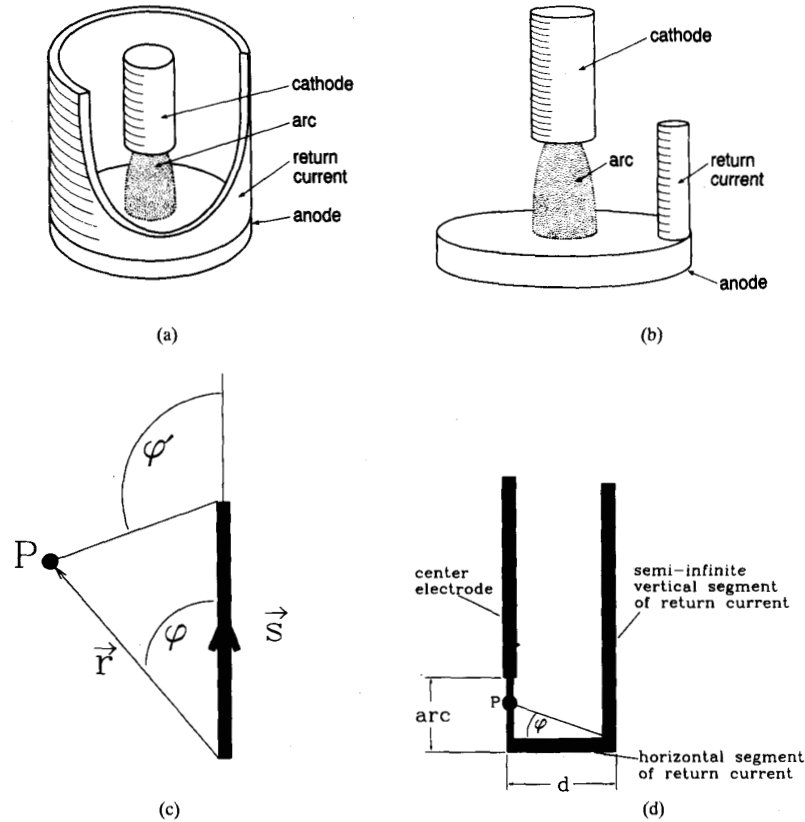 cathode
arc
return
current
anode
(a)
cathode
arc
return
current
anode
(b)
φ'
P
φ
r⃗
s⃗
(c)
center
electrode
semi-infinite
vertical segment
of return current
arc
P
φ
horizontal segment
of return current
d
(d)